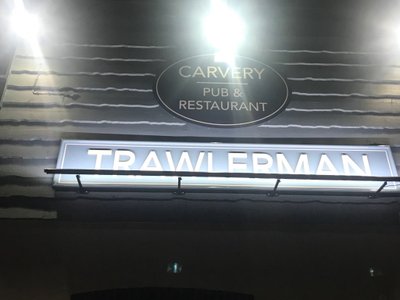 CARVERY
PUB &
RESTAURANT
TRAWLERMAN